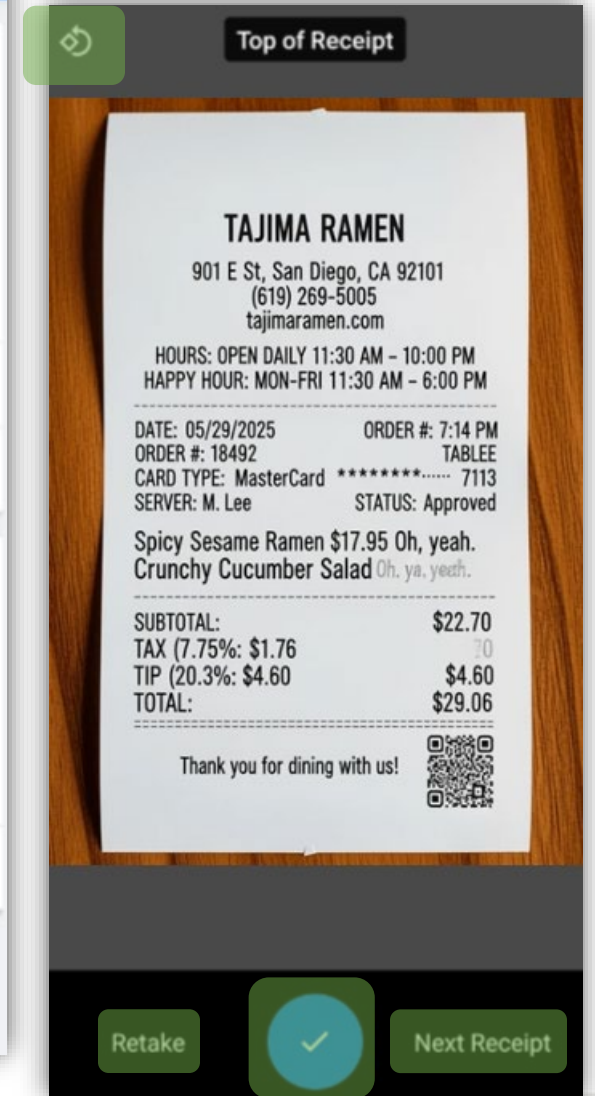 Top of Receipt
TAJIMA RAMEN
901 E St, San Diego, CA 92101
(619) 269-5005
tajimaramen.com
HOURS: OPEN DAILY 11:30 AM – 10:00 PM
HAPPY HOUR: MON-FRI 11:30 AM – 6:00 PM
DATE: 05/29/2025 ORDER #: 7:14 PM
ORDER #: 18492 TABLEE
CARD TYPE: MasterCard ********...... 7113
SERVER: M. Lee STATUS: Approved
Spicy Sesame Ramen $17.95 Oh, yeah.
Crunchy Cucumber Salad Oh. ya. yeeth.
SUBTOTAL: $22.70
TAX (7.75%: $1.76
TIP (20.3%: $4.60 $4.60
TOTAL: $29.06
Thank you for dining with us!
Retake Next Receipt